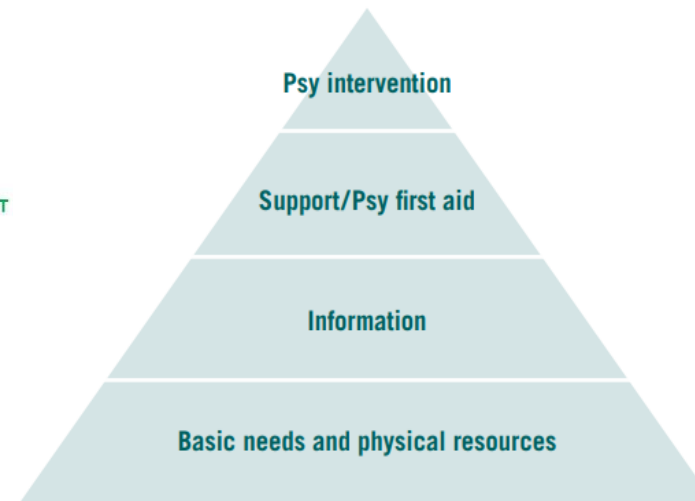 Psy intervention
Support/Psy first aid
T
Information
Basic needs and physical resources